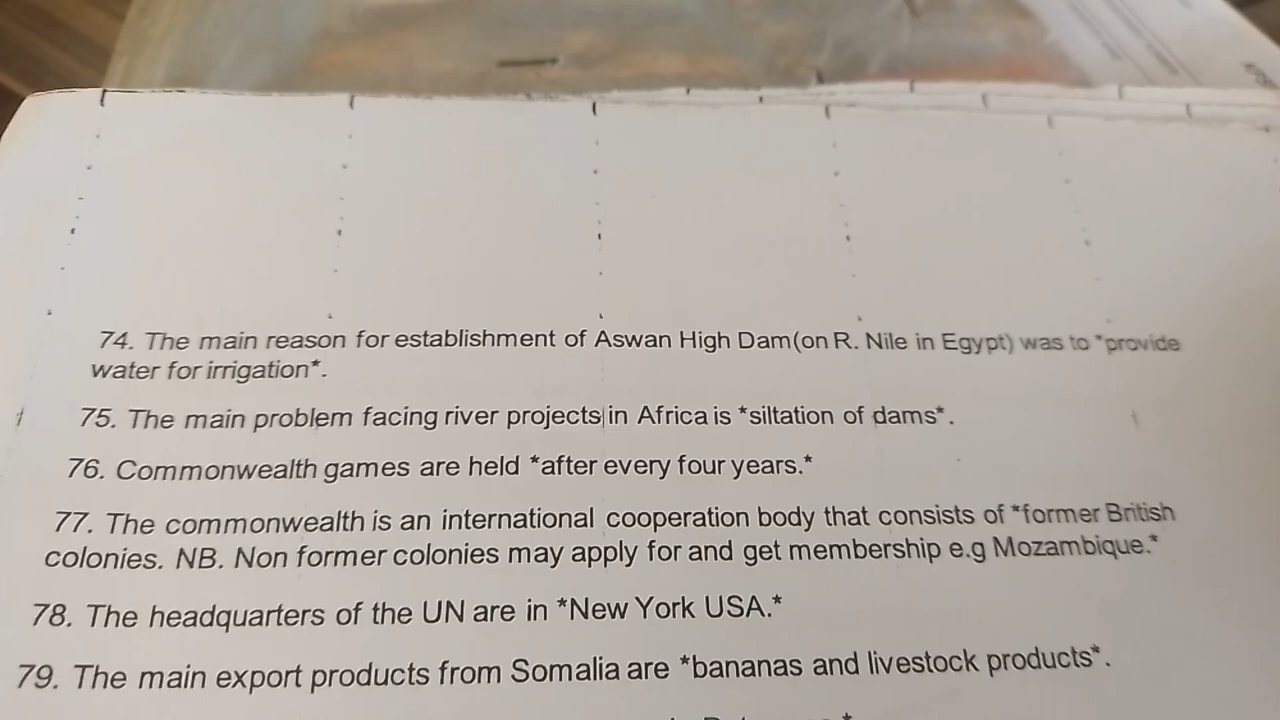 74. The main reason for establishment of Aswan High Dam(on R. Nile in Egypt) was to *provide
water for irrigation*.
75. The main problem facing river projects in Africa is *siltation of dams*.
76. Commonwealth games are held *after every four years.*
77. The commonwealth is an international cooperation body that consists of *former British
colonies. NB. Non former colonies may apply for and get membership e.g Mozambique.*
78. The headquarters of the UN are in *New York USA.*
79. The main export products from Somalia are *bananas and livestock products*.